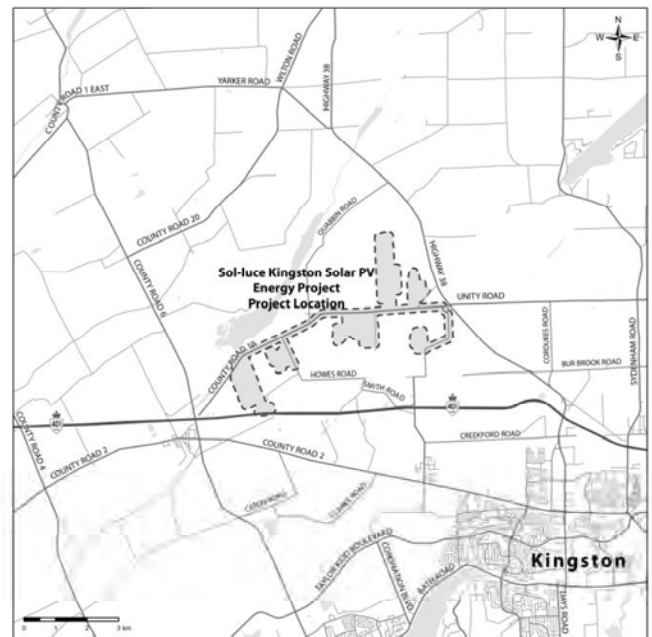 N
W E
S
WILTON ROAD
HIGHWAY 38
YARKER ROAD
COUNTY ROAD 1 EAST
QUABBIN ROAD
COUNTY ROAD 20
COUNTY ROAD 6
HIGHWAY 38
Sol-luce Kingston Solar PV
Energy Project
Project Location
UNITY ROAD
CORDUKES ROAD
SYDENHAM ROAD
COUNTY ROAD
BUR BROOK ROAD
HOWES ROAD
SMITH ROAD
401
401
COUNTY ROAD 4
COUNTY ROAD 2
COUNTY ROAD 2
CREEKFORD ROAD
TAYLOR KIDD BOULEVARD
CORONATION BLVD.
BATH ROAD
Kingston
ROAD
0 1 2 3 km